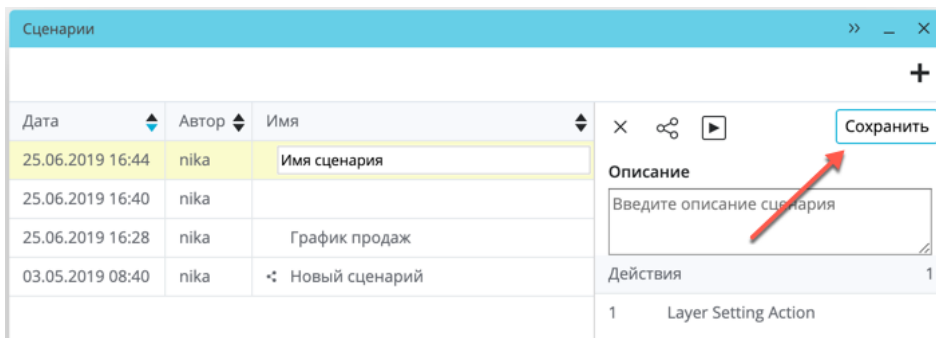 Сценарии
Дата Автор Имя
25.06.2019 16:44 nika Имя сценария
25.06.2019 16:40 nika
25.06.2019 16:28 nika График продаж
03.05.2019 08:40 nika Новый сценарий
Сохранить
Описание
Введите описание сценария
Действия 1
1 Layer Setting Action